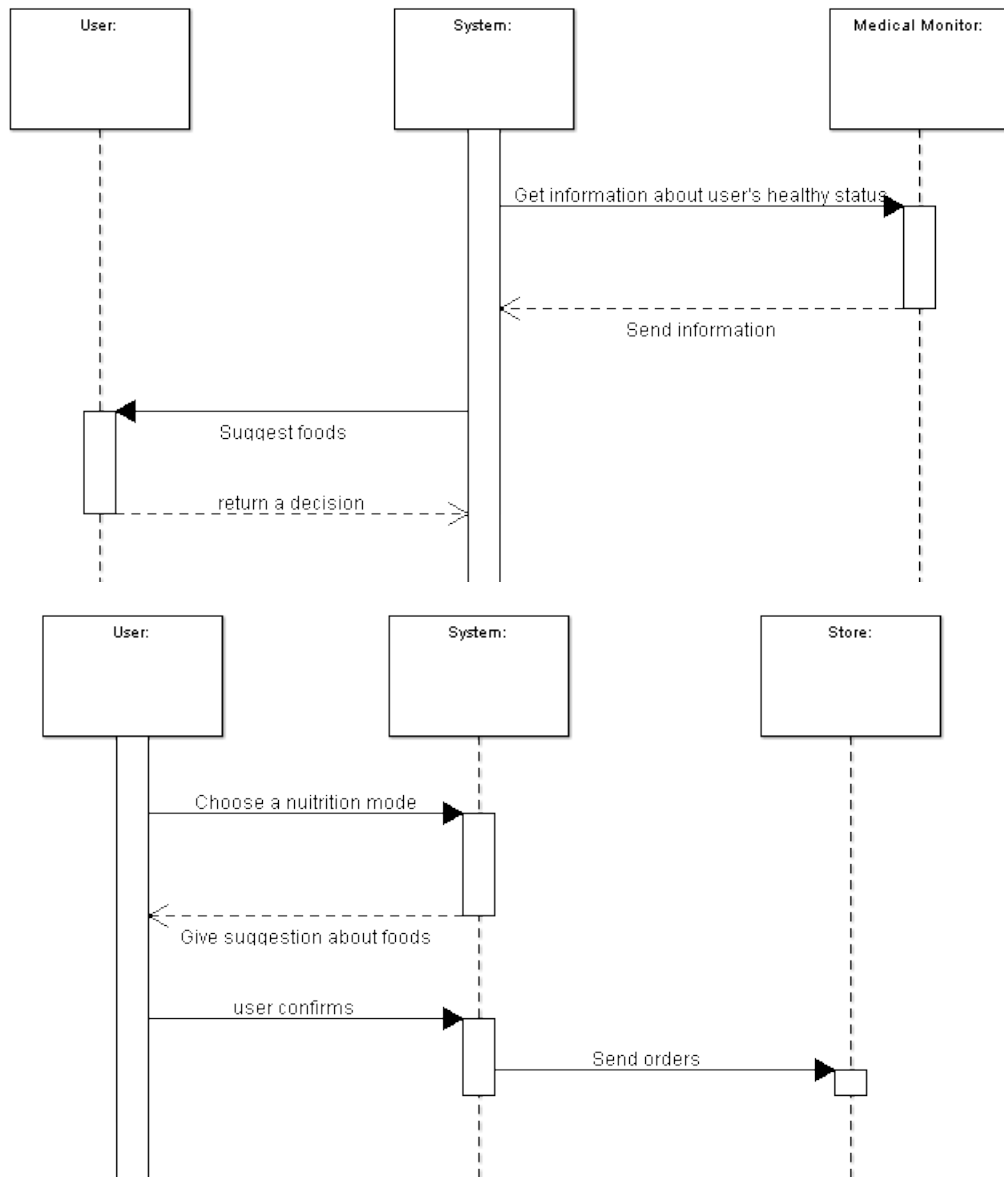 User:
System:
Medical Monitor:
Get information about user's healthy status
Send information
Suggest foods
return a decision
User:
System:
Store:
Choose a nuitrition mode
Give suggestion about foods
user confirms
Send orders